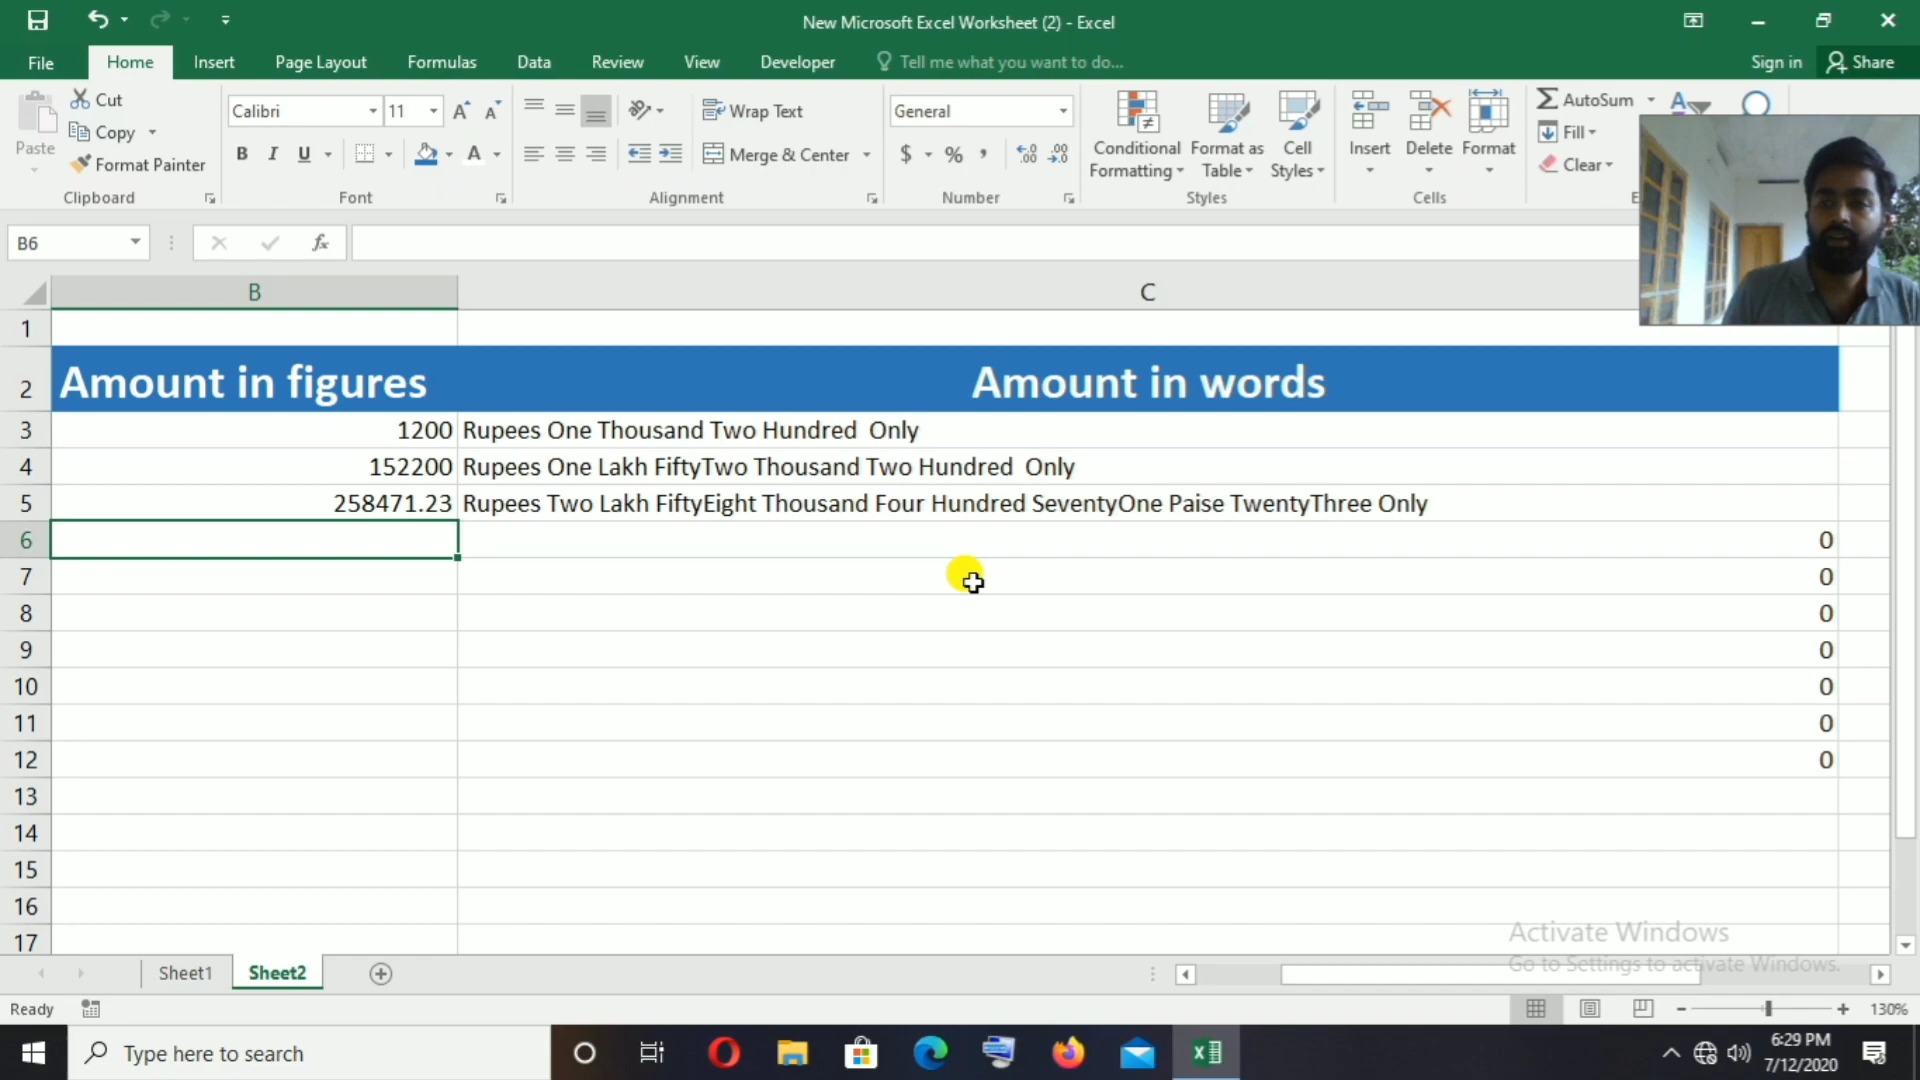 New Microsoft Excel Worksheet (2) - Excel
File Home Insert Page Layout Formulas Data Review View Developer Tell me what you want to do... Sign in Share
Paste
Cut
Copy
Format Painter
Clipboard
Calibri 11
B I U A
Font
Wrap Text
Merge & Center
Alignment
General
$ % ,
Number
Conditional Formatting
Format as Table
Cell Styles
Styles
Insert Delete Format
Cells
AutoSum
Fill
Clear
B6 fx
B C
1
2 Amount in figures Amount in words
3 1200 Rupees One Thousand Two Hundred  Only
4 152200 Rupees One Lakh FiftyTwo Thousand Two Hundred  Only
5 258471.23 Rupees Two Lakh FiftyEight Thousand Four Hundred SeventyOne Paise TwentyThree Only
6 0
7 0
8 0
9 0
10 0
11 0
12 0
13
14
15
16
17
Activate Windows
Go to Settings to activate Windows.
Sheet1 Sheet2
Ready 130%
Type here to search
6:29 PM
7/12/2020